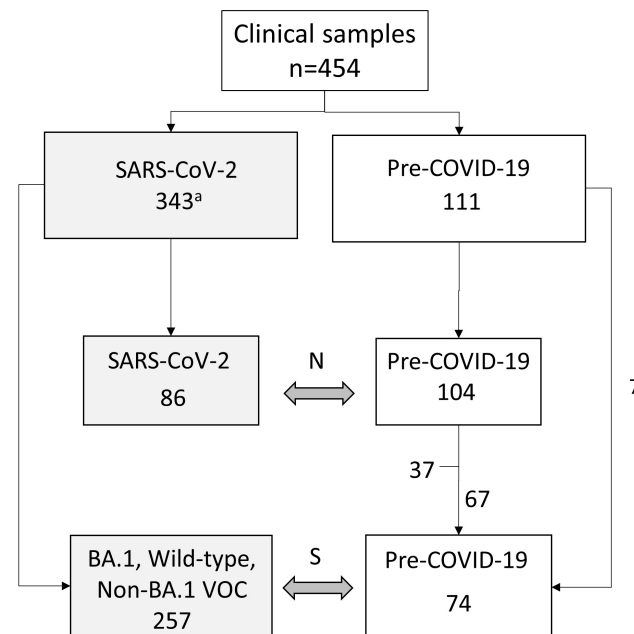 Clinical samples
n=454
SARS-CoV-2
343ᵃ
Pre-COVID-19
111
SARS-CoV-2
86
N
Pre-COVID-19
104
7
37
67
BA.1, Wild-type,
Non-BA.1 VOC
257
S
Pre-COVID-19
74